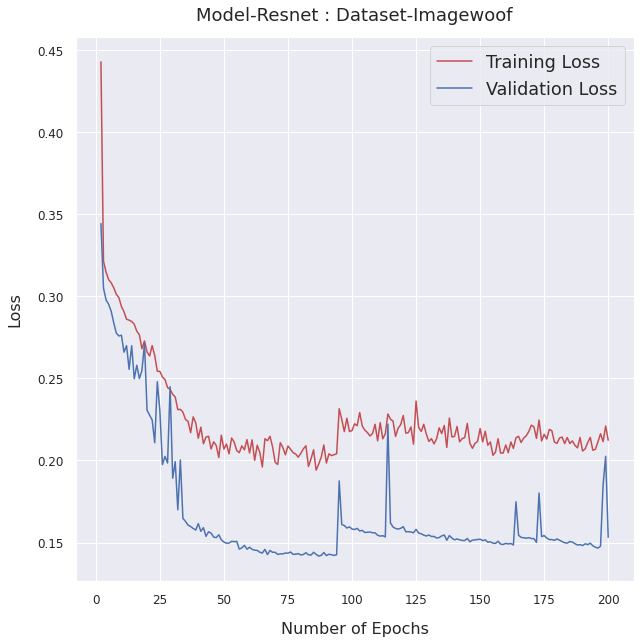 Model-Resnet : Dataset-Imagewoof
Training Loss
Validation Loss
0.45
0.40
0.35
0.30
0.25
0.20
0.15
Loss
0 25 50 75 100 125 150 175 200
Number of Epochs